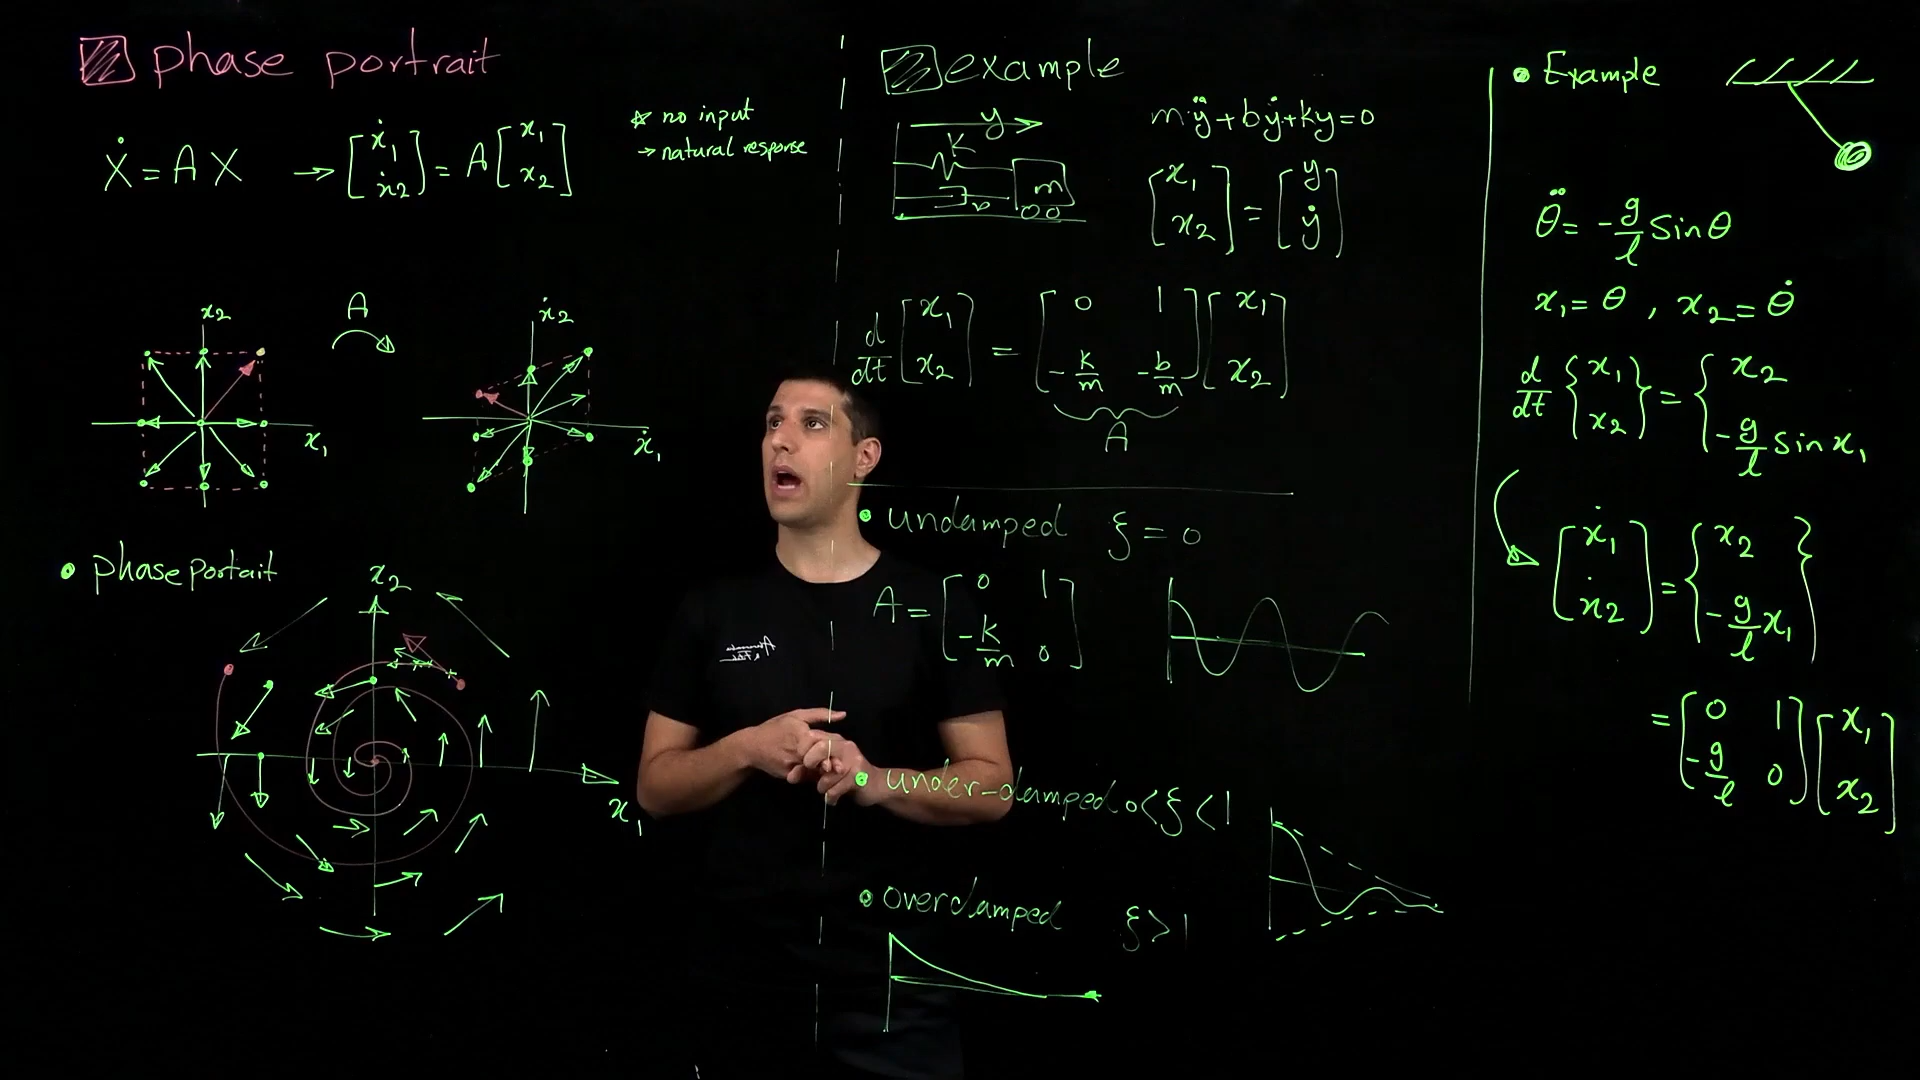 phase portrait
Ẋ = A X → [ẋ₁ ẋ₂] = A [x₁ x₂]
* no input
→ natural response
x₂
A
ẋ₂
x₁
ẋ₁
• phase portait
x₂
x₁
example
y
K
m
b
mÿ+bẏ+ky=0
[x₁ x₂] = [y ẏ]
d/dt [x₁ x₂] = [0 1 -k/m -b/m] [x₁ x₂]
A
• undamped ξ = 0
A = [0 1 -k/m 0]
• under-damped 0<ξ<1
• overdamped ξ>1
• Example
θ̈ = -g/l Sinθ
x₁ = θ , x₂ = θ̇
d/dt {x₁ x₂} = {x₂ -g/l sin x₁
[ẋ₁ ẋ₂] = {x₂ -g/l x₁}
= [0 1 -g/l 0] [x₁ x₂]